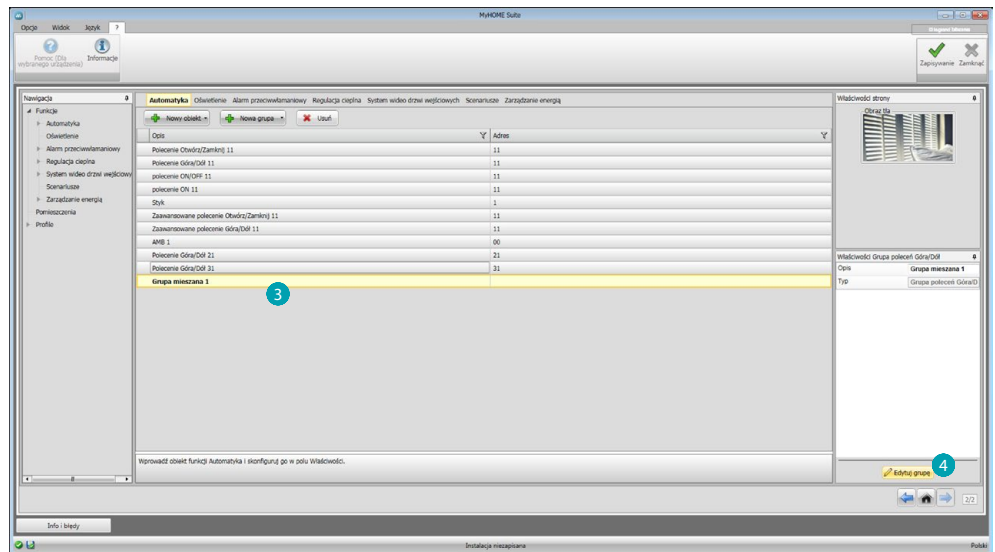 MyHOME Suite
Opcje Widok Język ?
Pomoc (Dla wybranego urządzenia)
Informacje
Zapisywanie Zamknąć
Nawigacja
Funkcje
Automatyka
Oświetlenie
Alarm przeciwwłamaniowy
Regulacja cieplna
System wideo drzwi wejściowy
Scenariusze
Zarządzanie energią
Pomieszczenia
Profile
Automatyka Oświetlenie Alarm przeciwwłamaniowy Regulacja cieplna System wideo drzwi wejściowych Scenariusze Zarządzanie energią
Nowy obiekt Nowa grupa Usuń
Opis Adres
Polecenie Otwórz/Zamknij 11 11
Polecenie Góra/Dół 11 11
polecenie ON/OFF 11 11
polecenie ON 11 11
Styk 1
Zaawansowane polecenie Otwórz/Zamknij 11 11
Zaawansowane polecenie Góra/Dół 11 11
AMB 1 00
Polecenie Góra/Dół 21 21
Polecenie Góra/Dół 31 31
Grupa mieszana 1
3
Wprowadź obiekt funkcji Automatyka i skonfiguruj go w polu Właściwości.
Właściwości strony
Obraz tła
Właściwości Grupa poleceń Góra/Dół
Opis Grupa mieszana 1
Typ Grupa poleceń Góra/D
4
Edytuj grupę
2/2
Info i błędy
Instalacja niezapisana
Polski